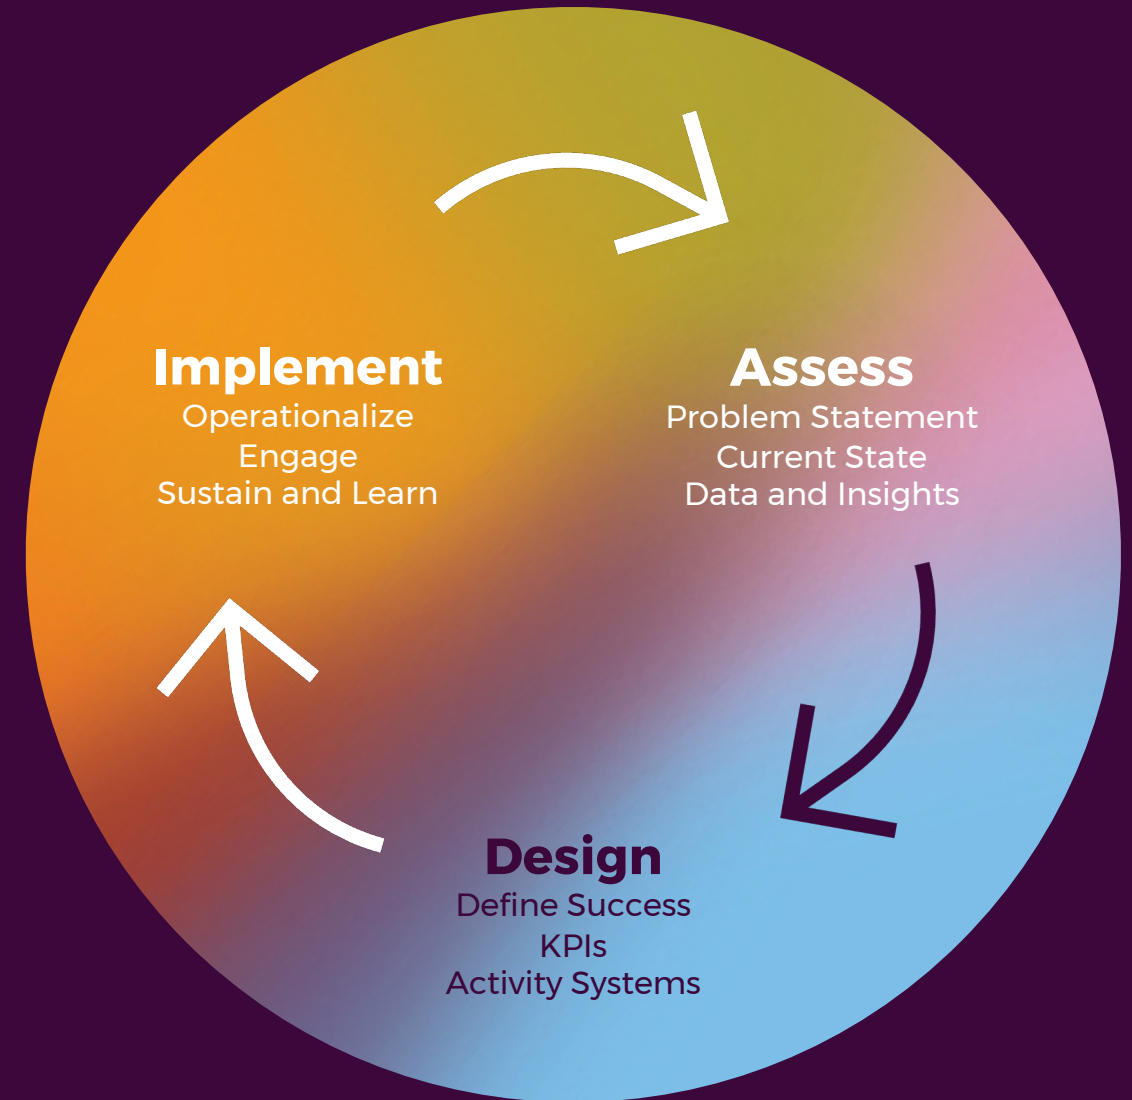 Implement
Operationalize
Engage
Sustain and Learn
Assess
Problem Statement
Current State
Data and Insights
Design
Define Success
KPIs
Activity Systems